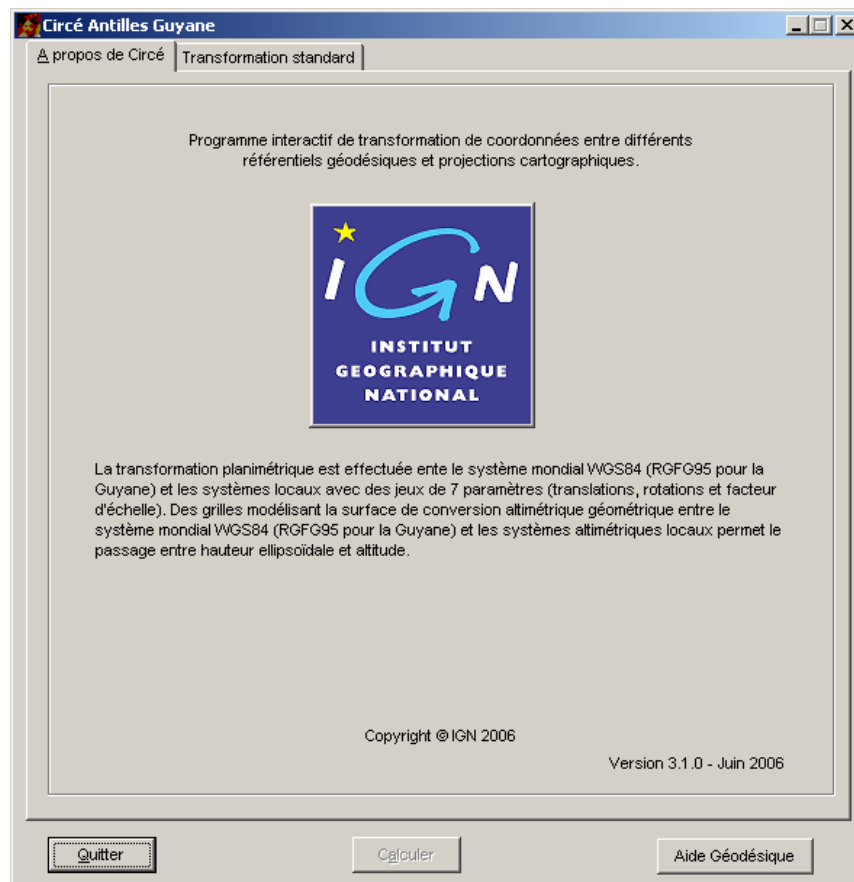 Circé Antilles Guyane
A propos de Circé
Transformation standard
Programme interactif de transformation de coordonnées entre différents
référentiels géodésiques et projections cartographiques.
IGN
INSTITUT
GEOGRAPHIQUE
NATIONAL
La transformation planimétrique est effectuée ente le système mondial WGS84 (RGFG95 pour la
Guyane) et les systèmes locaux avec des jeux de 7 paramètres (translations, rotations et facteur
d'échelle). Des grilles modélisant la surface de conversion altimétrique géométrique entre le
système mondial WGS84 (RGFG95 pour la Guyane) et les systèmes altimétriques locaux permet le
passage entre hauteur ellipsoïdale et altitude.
Copyright © IGN 2006
Version 3.1.0 - Juin 2006
Quitter
Calculer
Aide Géodésique